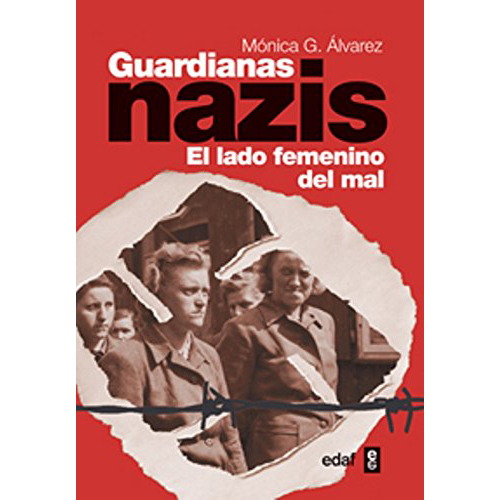 Mónica G. Álvarez
Guardianas
nazis
El lado femenino
del mal
edaf